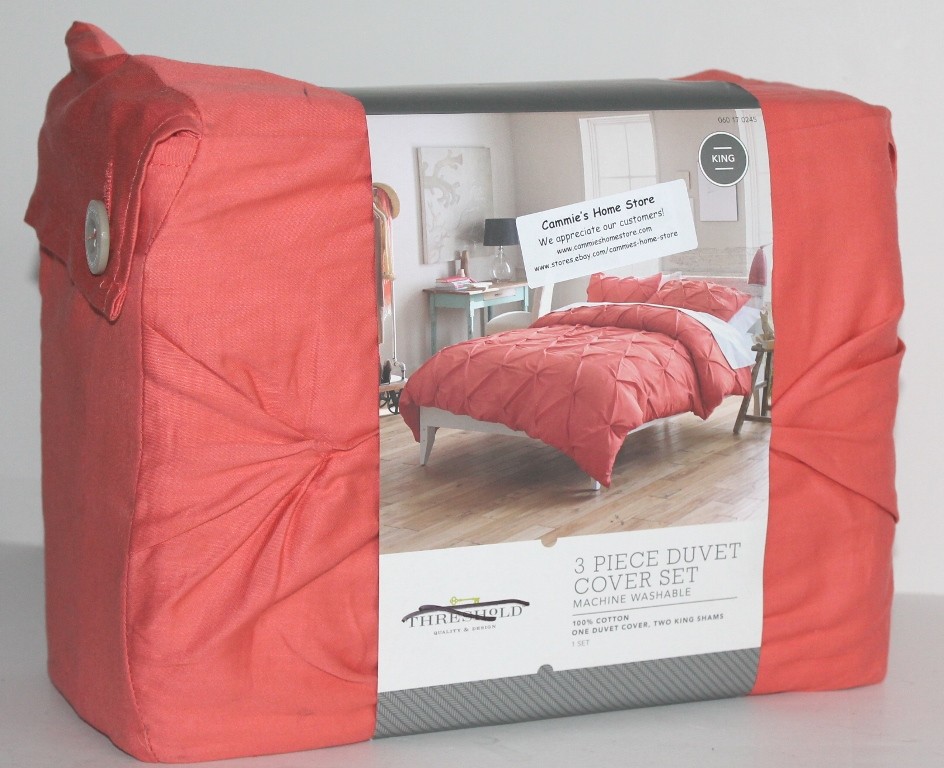 060 17 0245
KING
Cammie's Home Store
We appreciate our customers!
www.cammieshomestore.com
www.stores.ebay.com/cammies-home-store
3 PIECE DUVET
COVER SET
MACHINE WASHABLE
100% COTTON
ONE DUVET COVER, TWO KING SHAMS
1 SET
THRESHOLD
QUALITY & DESIGN